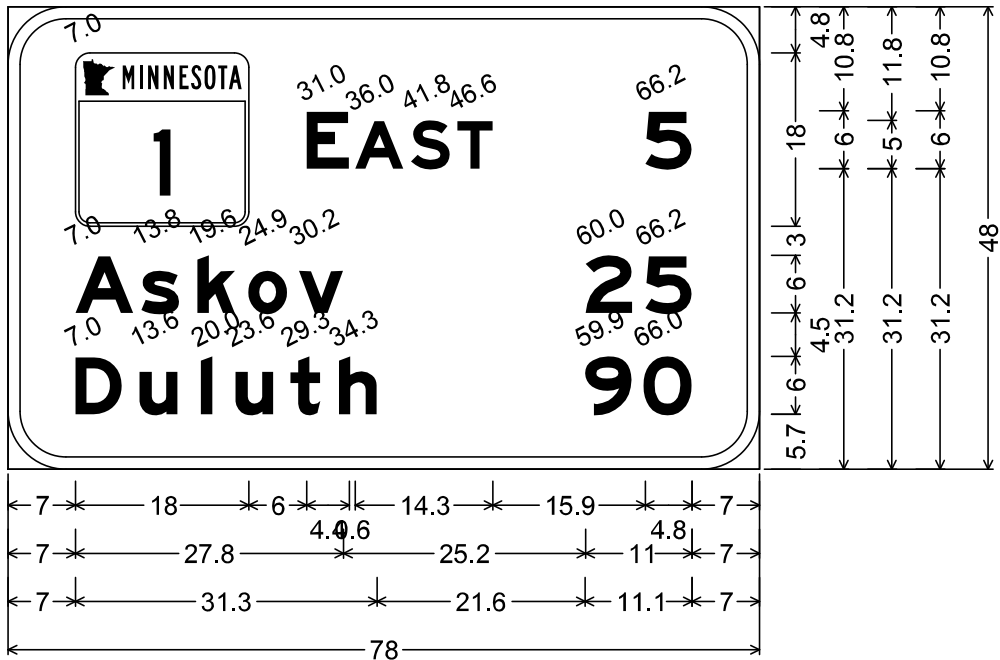 7.0
MINNESOTA
1
31.0 36.0 41.8 46.6 66.2
EAST 5
7.0 13.8 19.6 24.9 30.2 60.0 66.2
Askov 25
7.0 13.6 20.0 23.6 29.3 34.3 59.9 66.0
Duluth 90
4.8 18 3 6 4.5 6 5.7
10.8 6 31.2
11.8 5 31.2
10.8 6 31.2
48
7 18 6 4.4 0.6 14.3 15.9 4.8 7
7 27.8 25.2 11 7
7 31.3 21.6 11.1 7
78